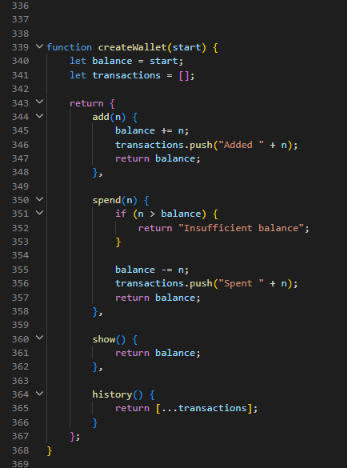 336
337
338
339 function createWallet(start) {
340     let balance = start;
341     let transactions = [];
342
343     return {
344         add(n) {
345             balance += n;
346             transactions.push("Added " + n);
347             return balance;
348         },
349
350         spend(n) {
351             if (n > balance) {
352                 return "Insufficient balance";
353             }
354
355             balance -= n;
356             transactions.push("Spent " + n);
357             return balance;
358         },
359
360         show() {
361             return balance;
362         },
363
364         history() {
365             return [...transactions];
366         }
367     };
368 }
369